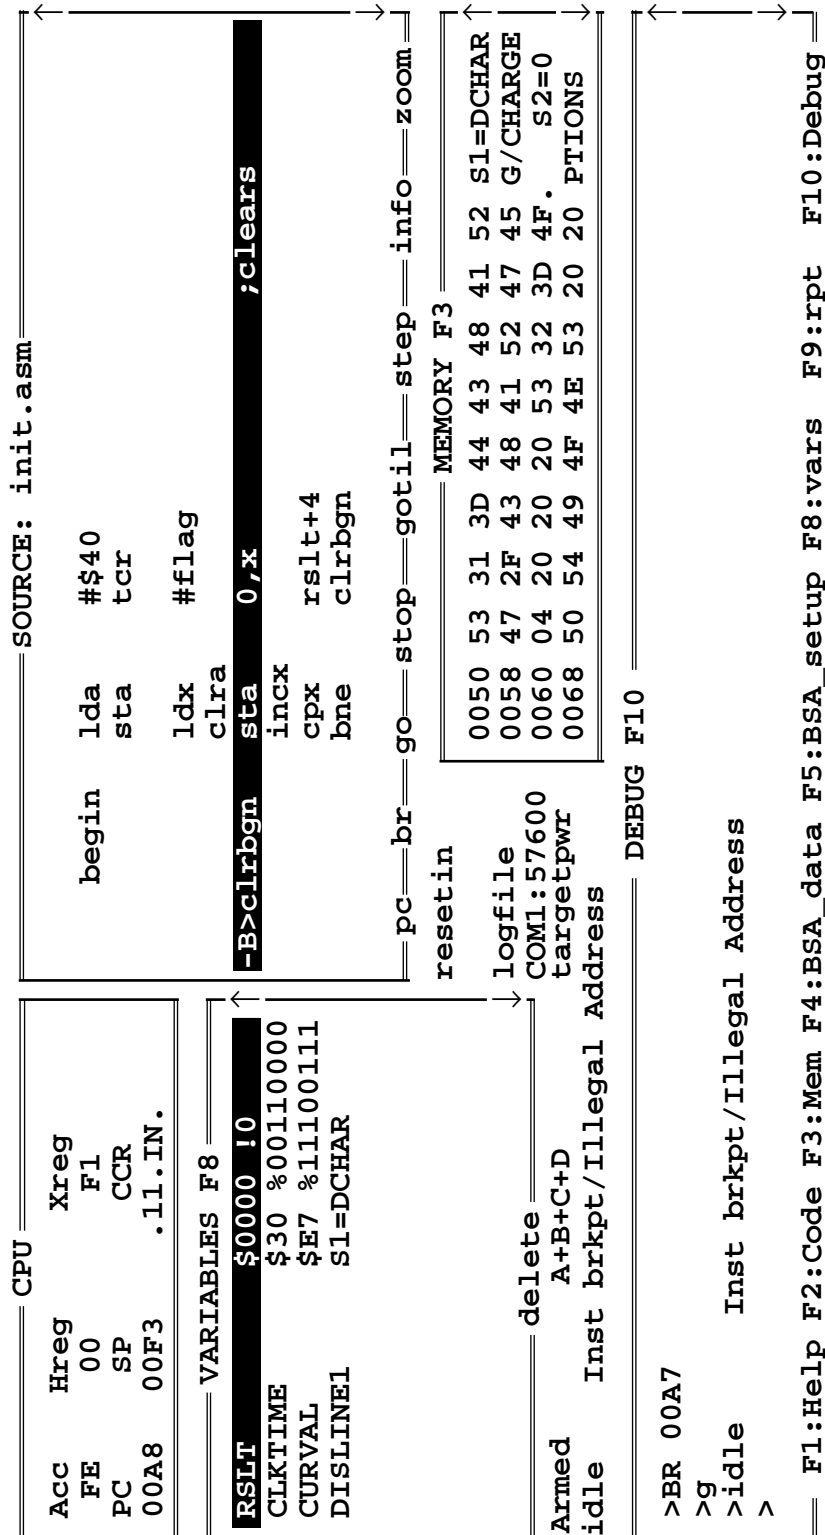 CPU
Acc Hreg Xreg
FE 00 F1
PC SP CCR
00A8 00F3 .11.IN.
SOURCE: init.asm
begin lda #$40
sta tcr
ldx #flag
clra
-B>clrbgn sta 0,x ;clears
incx
cpx rslt+4
bne clrbgn
pc br go stop gotil step info zoom
VARIABLES F8
RSLT $0000 !0
CLKTIME $30 %00110000
CURVAL $E7 %11100111
DISLINE1 S1=DCHAR
delete
resetin
logfile
COM1:57600
Armed A+B+C+D targetpwr
idle Inst brkpt/Illegal Address
MEMORY F3
0050 53 31 3D 44 43 48 41 52 S1=DCHAR
0058 47 2F 43 48 41 52 47 45 G/CHARGE
0060 04 20 20 20 53 32 3D 4F. S2=0
0068 50 54 49 4F 4E 53 20 20 PTIONS
DEBUG F10
>BR 00A7
>g
>idle Inst brkpt/Illegal Address
>
F1:Help F2:Code F3:Mem F4:BSA_data F5:BSA_setup F8:vars F9:rpt F10:Debug